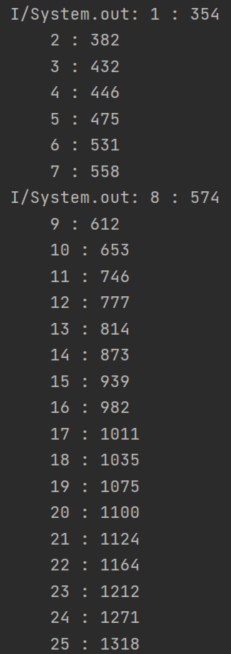 I/System.out: 1 : 354
2 : 382
3 : 432
4 : 446
5 : 475
6 : 531
7 : 558
I/System.out: 8 : 574
9 : 612
10 : 653
11 : 746
12 : 777
13 : 814
14 : 873
15 : 939
16 : 982
17 : 1011
18 : 1035
19 : 1075
20 : 1100
21 : 1124
22 : 1164
23 : 1212
24 : 1271
25 : 1318